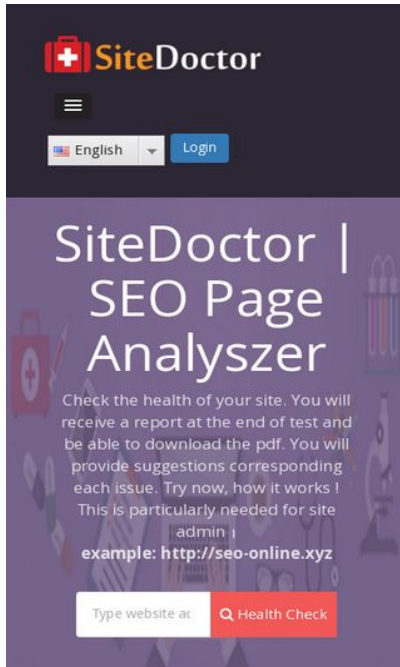 SiteDoctor
English
Login
SiteDoctor |
SEO Page
Analyszer
Check the health of your site. You will
receive a report at the end of test and
be able to download the pdf. You will
provide suggestions corresponding
each issue. Try now, how it works !
This is particularly needed for site
admin ।
example: http://seo-online.xyz
Type website ad
Health Check